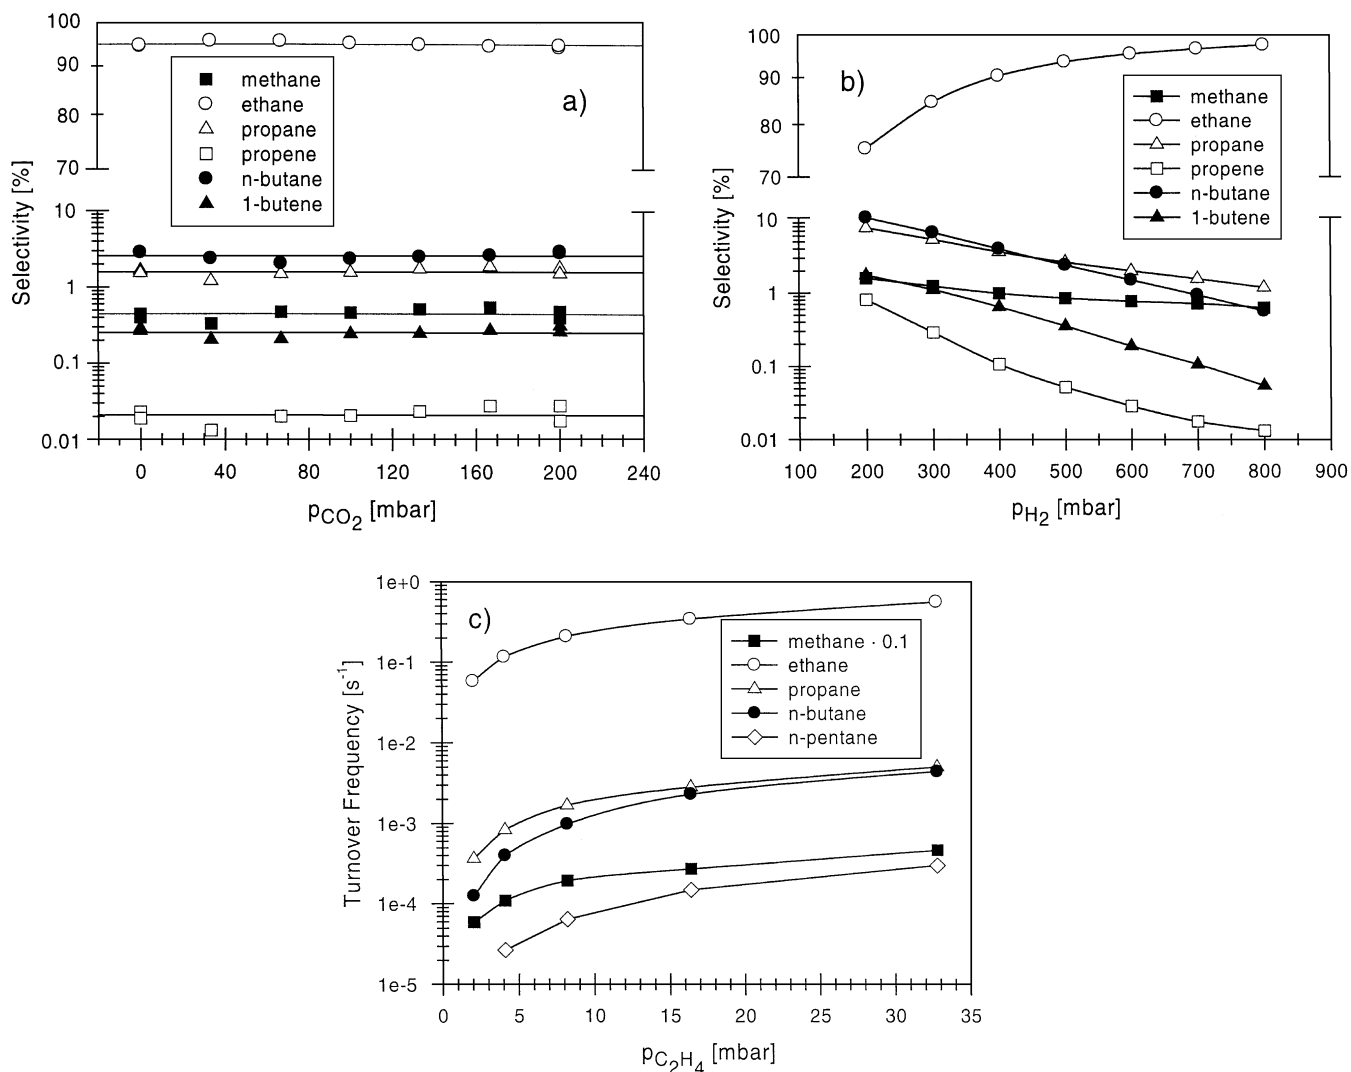 a)
Selectivity [%]
100
90
80
70
10
1
0.1
0.01
methane
ethane
propane
propene
n-butane
1-butene
0 40 80 120 160 200 240
pCO2 [mbar]
b)
Selectivity [%]
100
90
80
70
10
1
0.1
0.01
methane
ethane
propane
propene
n-butane
1-butene
100 200 300 400 500 600 700 800 900
pH2 [mbar]
c)
Turnover Frequency [s-1]
1e+0
1e-1
1e-2
1e-3
1e-4
1e-5
methane · 0.1
ethane
propane
n-butane
n-pentane
0 5 10 15 20 25 30 35
pC2H4 [mbar]